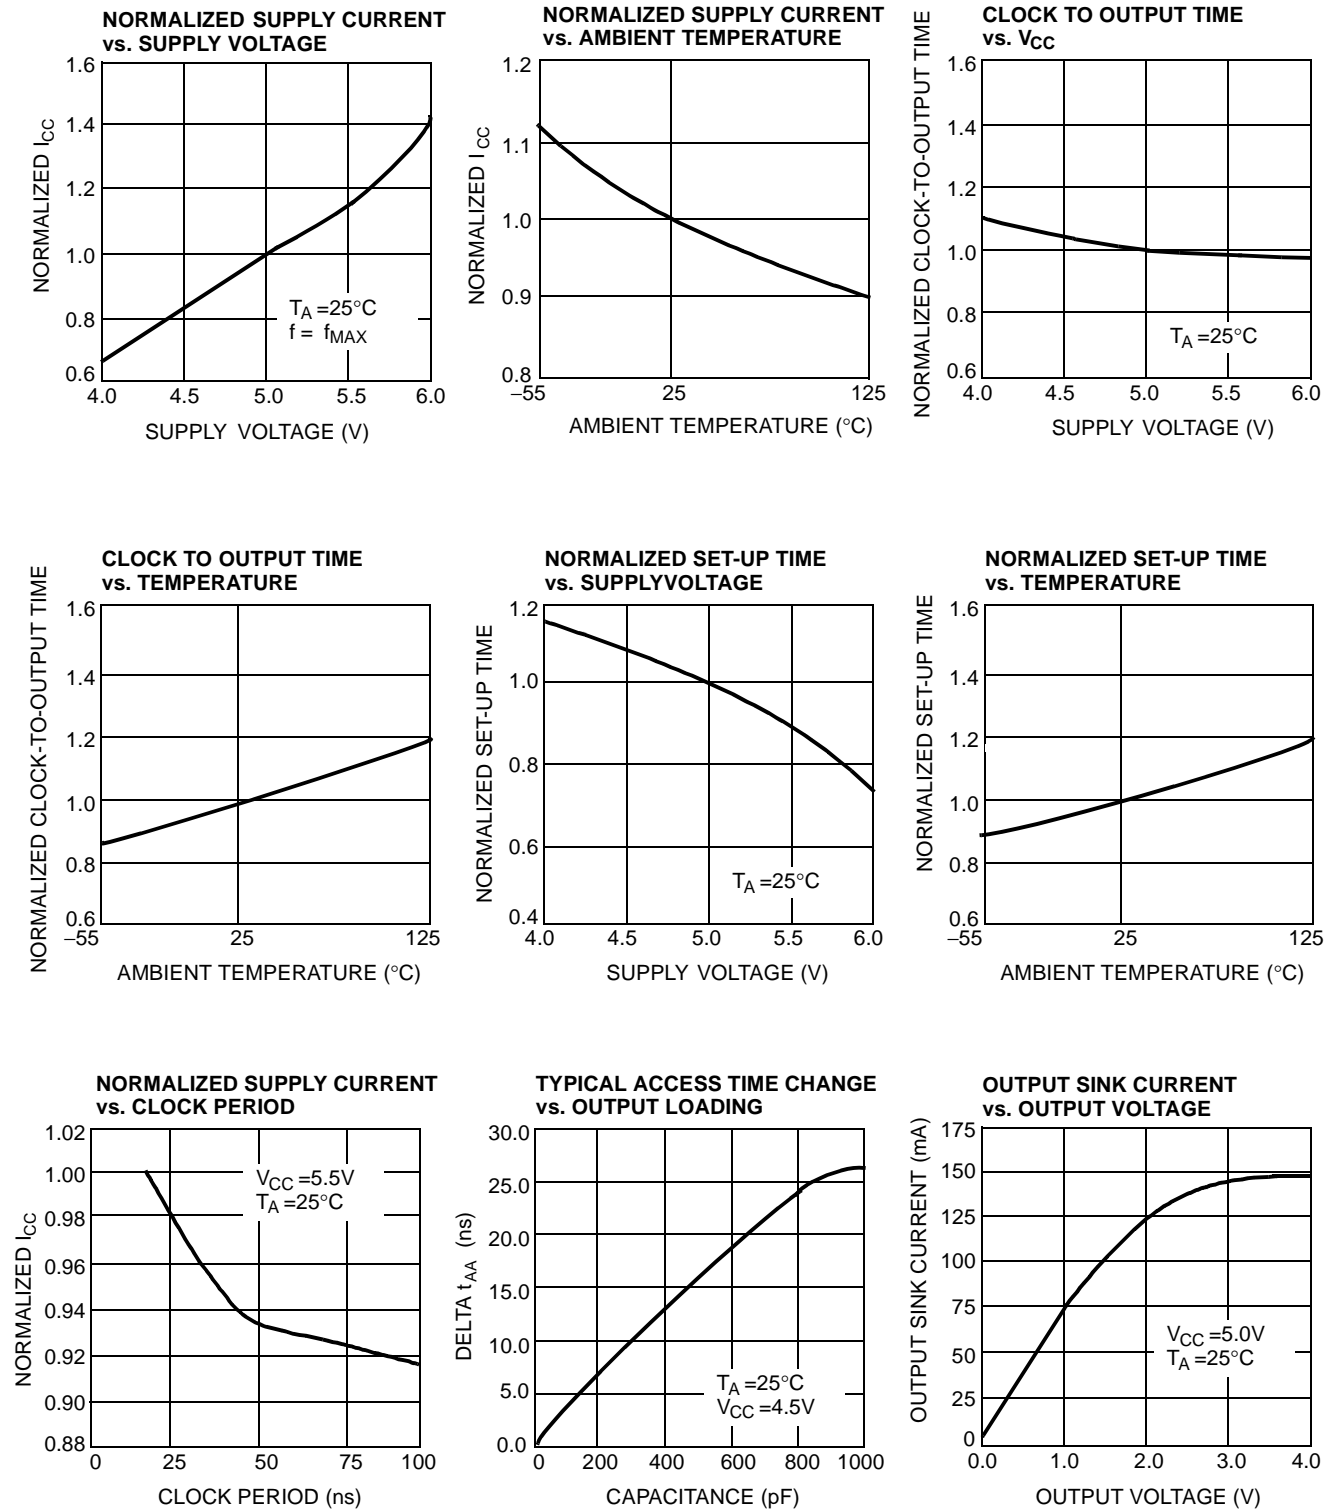 NORMALIZED SUPPLY CURRENT
vs. SUPPLY VOLTAGE
1.6
1.4
1.2
1.0
0.8
0.6
NORMALIZED ICC
TA =25°C
f = fMAX
4.0 4.5 5.0 5.5 6.0
SUPPLY VOLTAGE (V)
NORMALIZED SUPPLY CURRENT
vs. AMBIENT TEMPERATURE
1.2
1.1
1.0
0.9
0.8
NORMALIZED ICC
−55 25 125
AMBIENT TEMPERATURE (°C)
CLOCK TO OUTPUT TIME
vs. VCC
1.6
1.4
1.2
1.0
0.8
0.6
NORMALIZED CLOCK-TO-OUTPUT TIME
TA =25°C
4.0 4.5 5.0 5.5 6.0
SUPPLY VOLTAGE (V)
CLOCK TO OUTPUT TIME
vs. TEMPERATURE
1.6
1.4
1.2
1.0
0.8
0.6
NORMALIZED CLOCK-TO-OUTPUT TIME
−55 25 125
AMBIENT TEMPERATURE (°C)
NORMALIZED SET-UP TIME
vs. SUPPLYVOLTAGE
1.2
1.0
0.8
0.6
0.4
NORMALIZED SET-UP TIME
TA =25°C
4.0 4.5 5.0 5.5 6.0
SUPPLY VOLTAGE (V)
NORMALIZED SET-UP TIME
vs. TEMPERATURE
1.6
1.4
1.2
1.0
0.8
0.6
NORMALIZED SET-UP TIME
−55 25 125
AMBIENT TEMPERATURE (°C)
NORMALIZED SUPPLY CURRENT
vs. CLOCK PERIOD
1.02
1.00
0.98
0.96
0.94
0.92
0.90
0.88
NORMALIZED ICC
VCC =5.5V
TA =25°C
0 25 50 75 100
CLOCK PERIOD (ns)
TYPICAL ACCESS TIME CHANGE
vs. OUTPUT LOADING
30.0
25.0
20.0
15.0
10.0
5.0
0.0
DELTA tAA (ns)
TA =25°C
VCC =4.5V
0 200 400 600 800 1000
CAPACITANCE (pF)
OUTPUT SINK CURRENT
vs. OUTPUT VOLTAGE
175
150
125
100
75
50
25
0
OUTPUT SINK CURRENT (mA)
VCC =5.0V
TA =25°C
0.0 1.0 2.0 3.0 4.0
OUTPUT VOLTAGE (V)